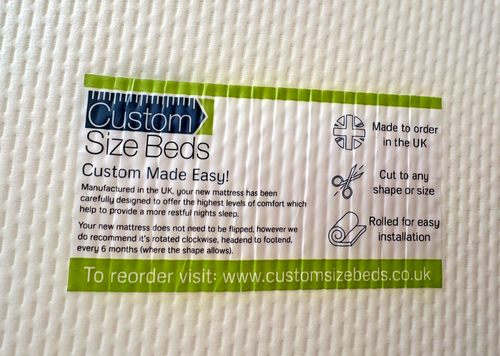 Custom
Size Beds
Custom Made Easy!
Manufactured in the UK, your new mattress has been
carefully designed to offer the highest levels of comfort which
help to provide a more restful nights sleep.
Your new mattress does not need to be flipped, however we
do recommend it's rotated clockwise, headend to footend,
every 6 months (where the shape allows).
Made to order
in the UK
Cut to any
shape or size
Rolled for easy
installation
To reorder visit: www.customsizebeds.co.uk